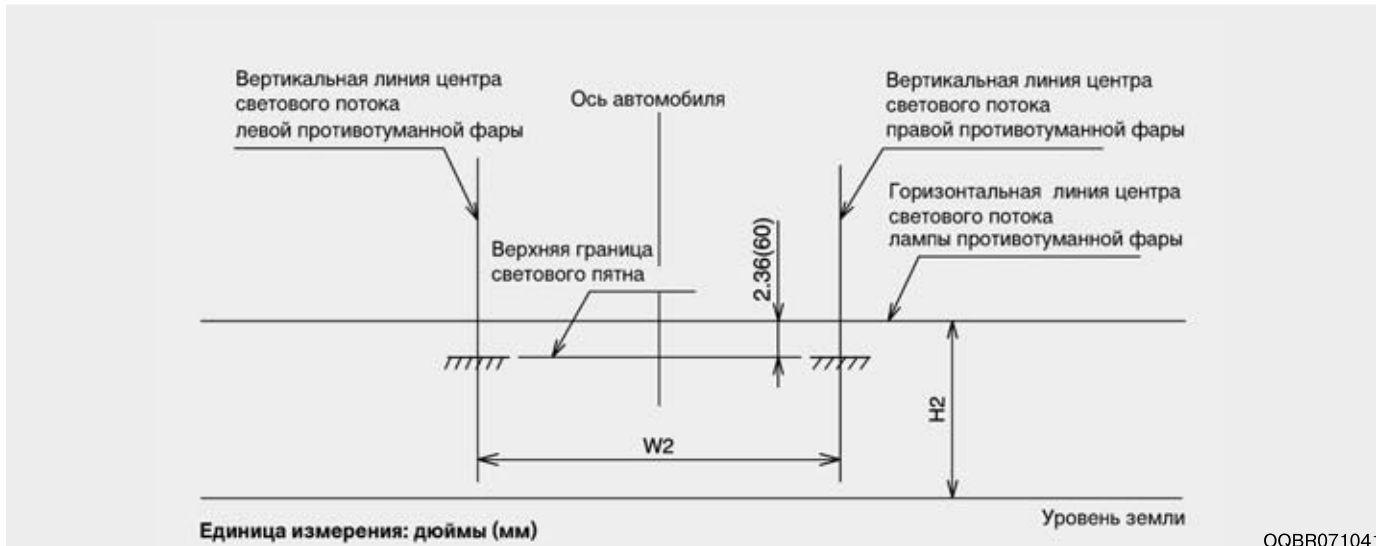 Вертикальная линия центра
светового потока
левой противотуманной фары
Ось автомобиля
Вертикальная линия центра
светового потока
правой противотуманной фары
Горизонтальная линия центра
светового потока
лампы противотуманной фары
Верхняя граница
светового пятна
2.36(60)
H2
W2
Уровень земли
Единица измерения: дюймы (мм)
OQBR071041